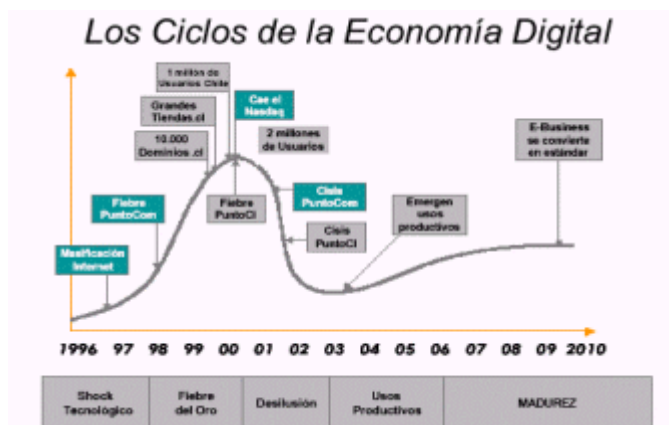 Los Ciclos de la Economía Digital
1 millón de
Usuarios Chile
Grandes
Tiendas.cl
10.000
Dominios .cl
Cae el
Nasdaq
2 millones
de Usuarios
E-Business
se convierte
en estándar
Fiebre
PuntoCom
Fiebre
PuntoCl
Cisis
PuntoCom
Cisis
PuntoCl
Emergen
usos
productivos
Masificación
Internet
1996 97 98 99 00 01 02 03 04 05 06 07 08 09 2010
Shock
Tecnológico
Fiebre
del Oro
Desilusión
Usos
Productivos
MADUREZ